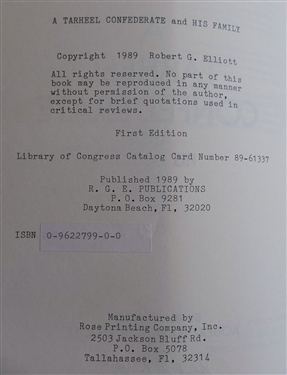 A TARHEEL CONFEDERATE and HIS FAMILY
Copyright 1989 Robert G. Elliott
All rights reserved. No part of this
book may be reproduced in any manner
without permission of the author,
except for brief quotations used in
critical reviews.
First Edition
Library of Congress Catalog Card Number 89-61337
Published 1989 by
R. G. E. PUBLICATIONS
P. O. Box 9281
Daytona Beach, Fl, 32020
ISBN 0-9622799-0-0
Manufactured by
Rose Printing Company, Inc.
2503 Jackson Bluff Rd.
P. O. Box 5078
Tallahassee, Fl, 32314